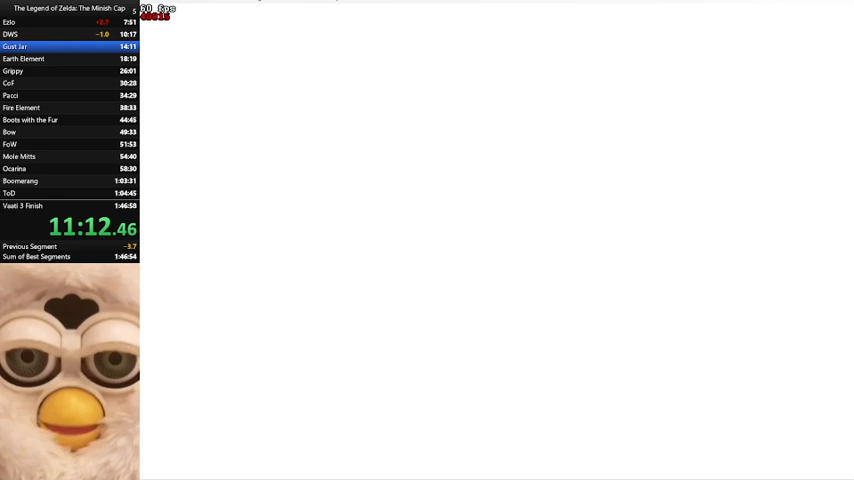 The Legend of Zelda: The Minish Cap
5
Ezlo +2.7 7:51
DWS −1.0 10:17
Gust Jar 14:11
Earth Element 18:19
Grippy 26:01
CoF 30:28
Pacci 34:29
Fire Element 38:33
Boots with the Fur 44:45
Bow 49:33
FoW 51:53
Mole Mitts 54:40
Ocarina 58:30
Boomerang 1:03:31
ToD 1:04:45
Vaati 3 Finish 1:46:58
11:12.46
Previous Segment −3.7
Sum of Best Segments 1:46:54
60 fps